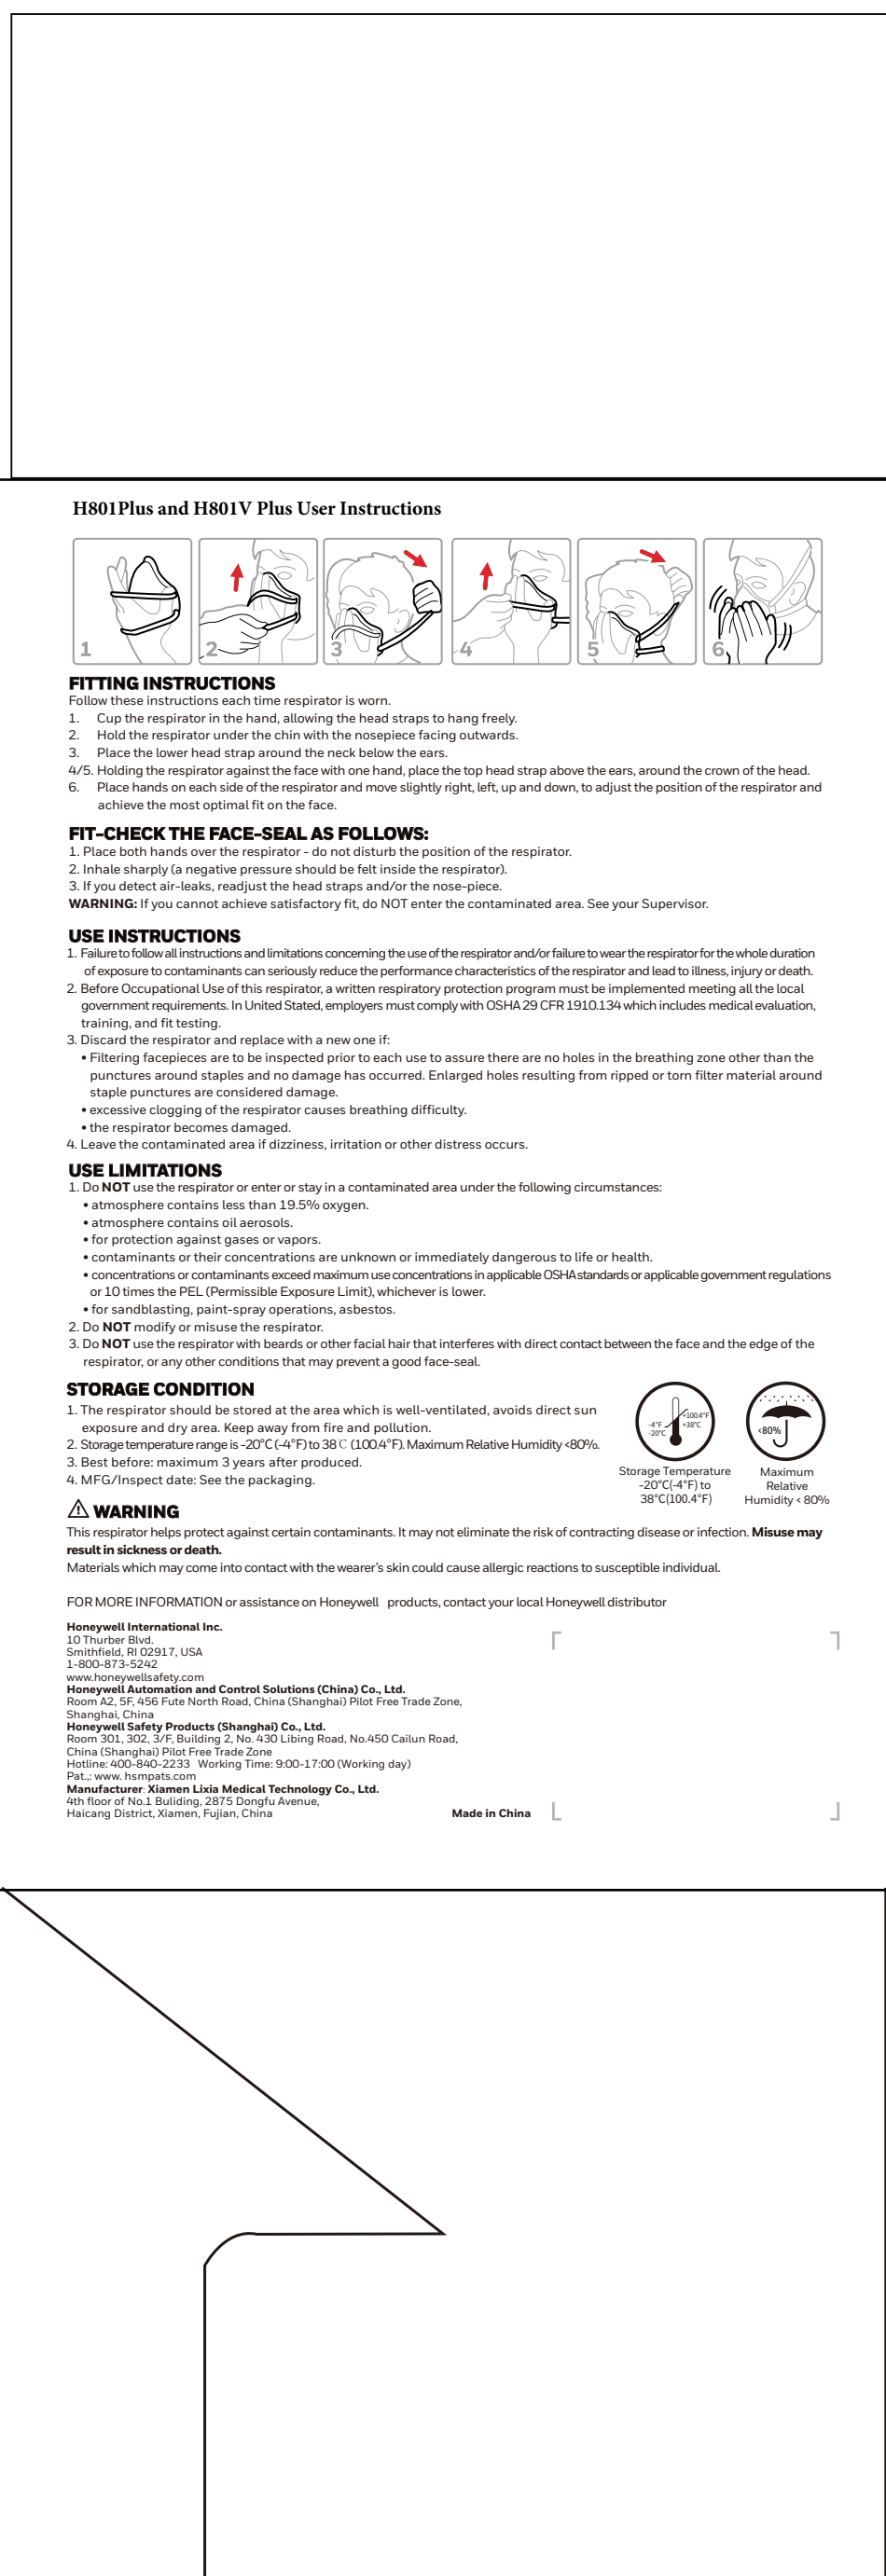 H801Plus and H801V Plus User Instructions
1
2
3
4
5
6
FITTING INSTRUCTIONS
Follow these instructions each time respirator is worn.
1. Cup the respirator in the hand, allowing the head straps to hang freely.
2. Hold the respirator under the chin with the nosepiece facing outwards.
3. Place the lower head strap around the neck below the ears.
4/5. Holding the respirator against the face with one hand, place the top head strap above the ears, around the crown of the head.
6. Place hands on each side of the respirator and move slightly right, left, up and down, to adjust the position of the respirator and
achieve the most optimal fit on the face.
FIT-CHECK THE FACE-SEAL AS FOLLOWS:
1. Place both hands over the respirator - do not disturb the position of the respirator.
2. Inhale sharply (a negative pressure should be felt inside the respirator).
3. If you detect air-leaks, readjust the head straps and/or the nose-piece.
WARNING: If you cannot achieve satisfactory fit, do NOT enter the contaminated area. See your Supervisor.
USE INSTRUCTIONS
1. Failure to follow all instructions and limitations concerning the use of the respirator and/or failure to wear the respirator for the whole duration
of exposure to contaminants can seriously reduce the performance characteristics of the respirator and lead to illness, injury or death.
2. Before Occupational Use of this respirator, a written respiratory protection program must be implemented meeting all the local
government requirements. In United Stated, employers must comply with OSHA 29 CFR 1910.134 which includes medical evaluation,
training, and fit testing.
3. Discard the respirator and replace with a new one if:
• Filtering facepieces are to be inspected prior to each use to assure there are no holes in the breathing zone other than the
punctures around staples and no damage has occurred. Enlarged holes resulting from ripped or torn filter material around
staple punctures are considered damage.
• excessive clogging of the respirator causes breathing difficulty.
• the respirator becomes damaged.
4. Leave the contaminated area if dizziness, irritation or other distress occurs.
USE LIMITATIONS
1. Do NOT use the respirator or enter or stay in a contaminated area under the following circumstances:
• atmosphere contains less than 19.5% oxygen.
• atmosphere contains oil aerosols.
• for protection against gases or vapors.
• contaminants or their concentrations are unknown or immediately dangerous to life or health.
• concentrations or contaminants exceed maximum use concentrations in applicable OSHA standards or applicable government regulations
or 10 times the PEL (Permissible Exposure Limit), whichever is lower.
• for sandblasting, paint-spray operations, asbestos.
2. Do NOT modify or misuse the respirator.
3. Do NOT use the respirator with beards or other facial hair that interferes with direct contact between the face and the edge of the
respirator, or any other conditions that may prevent a good face-seal.
STORAGE CONDITION
1. The respirator should be stored at the area which is well-ventilated, avoids direct sun
exposure and dry area. Keep away from fire and pollution.
2. Storage temperature range is -20°C (-4°F) to 38℃ (100.4°F). Maximum Relative Humidity <80%.
3. Best before: maximum 3 years after produced.
4. MFG/Inspect date: See the packaging.
+100.4°F
+38°C
-4°F
-20°C
<80%
Storage Temperature
-20°C(-4°F) to
38°C(100.4°F)
Maximum
Relative
Humidity < 80%
WARNING
This respirator helps protect against certain contaminants. It may not eliminate the risk of contracting disease or infection. Misuse may
result in sickness or death.
Materials which may come into contact with the wearer's skin could cause allergic reactions to susceptible individual.
FOR MORE INFORMATION or assistance on Honeywell products, contact your local Honeywell distributor
Honeywell International Inc.
10 Thurber Blvd.
Smithfield, RI 02917, USA
1-800-873-5242
www.honeywellsafety.com
Honeywell Automation and Control Solutions (China) Co., Ltd.
Room A2, 5F, 456 Fute North Road, China (Shanghai) Pilot Free Trade Zone,
Shanghai, China
Honeywell Safety Products (Shanghai) Co., Ltd.
Room 301, 302, 3/F, Building 2, No. 430 Libing Road, No.450 Cailun Road,
China (Shanghai) Pilot Free Trade Zone
Hotline: 400-840-2233 Working Time: 9:00-17:00 (Working day)
Pat.,: www. hsmpats.com
Manufacturer: Xiamen Lixia Medical Technology Co., Ltd.
4th floor of No.1 Buliding, 2875 Dongfu Avenue,
Haicang District, Xiamen, Fujian, China
Made in China